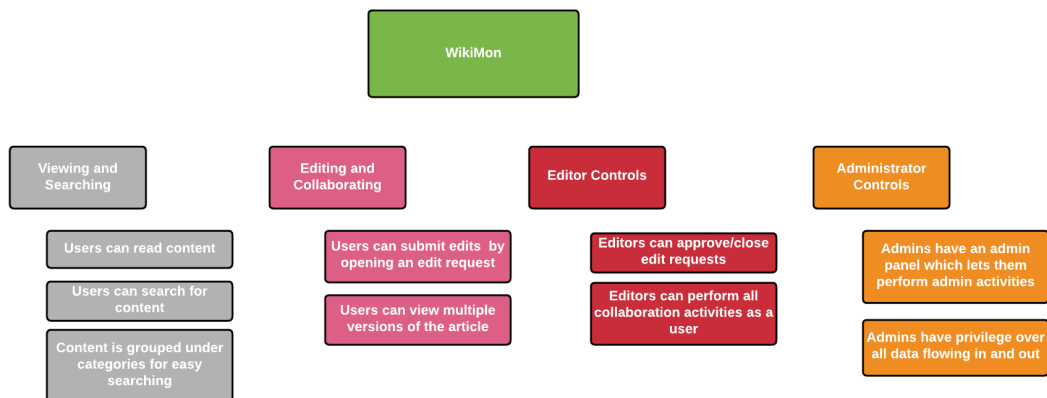 WikiMon
Viewing and
Searching
Users can read content
Users can search for
content
Content is grouped under
categories for easy
searching
Editing and
Collaborating
Users can submit edits by
opening an edit request
Users can view multiple
versions of the article
Editor Controls
Editors can approve/close
edit requests
Editors can perform all
collaboration activities as a
user
Administrator
Controls
Admins have an admin
panel which lets them
perform admin activities
Admins have privilege over
all data flowing in and out